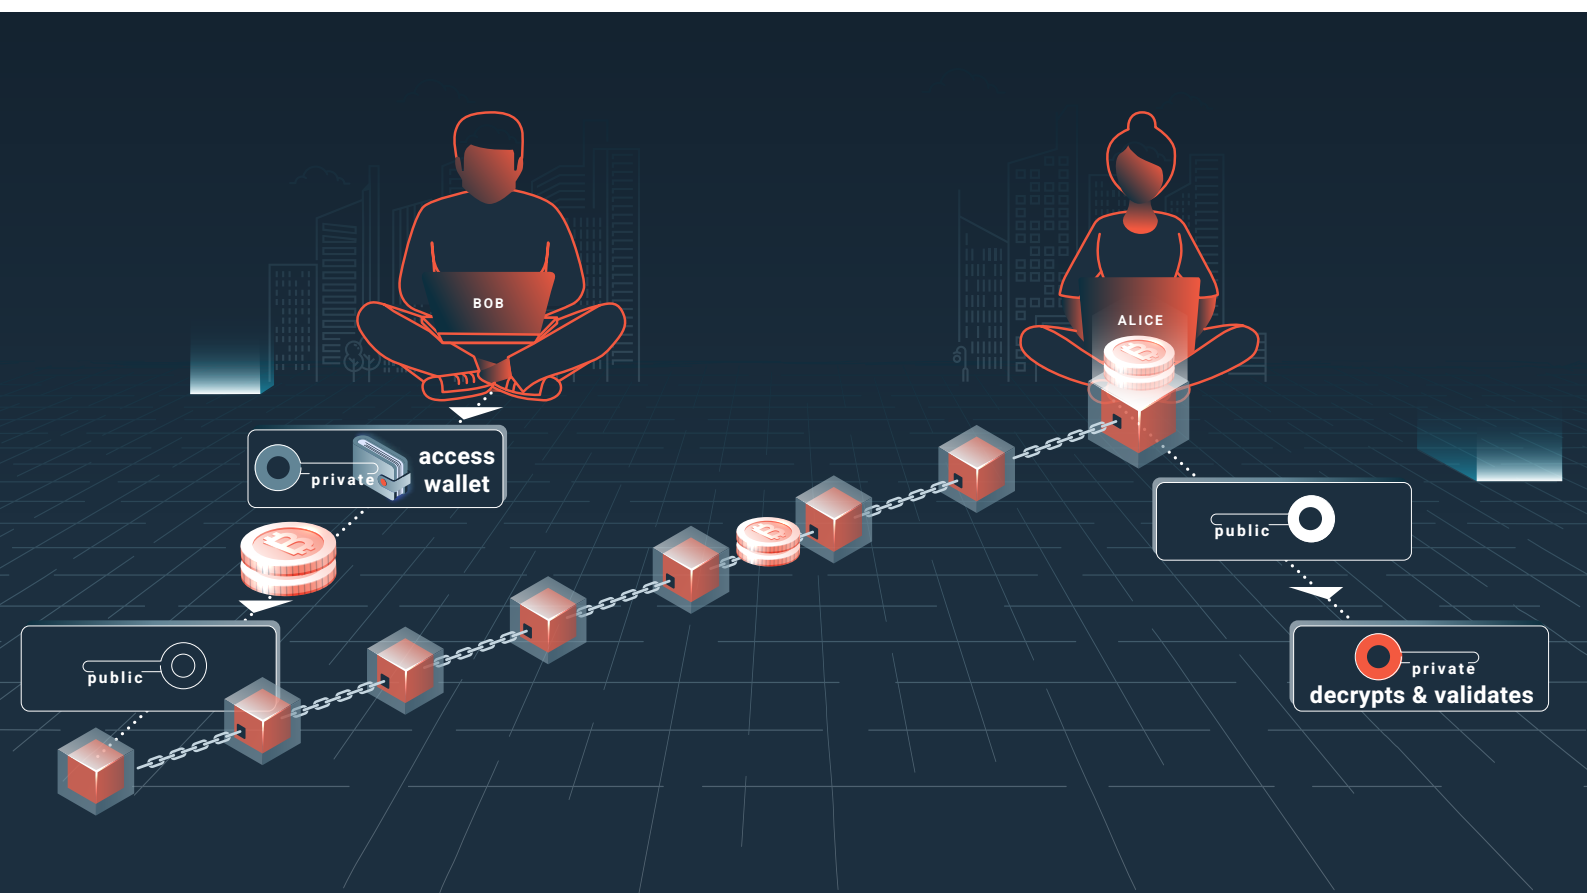 BOB
ALICE
private
access
wallet
public
public
private
decrypts & validates